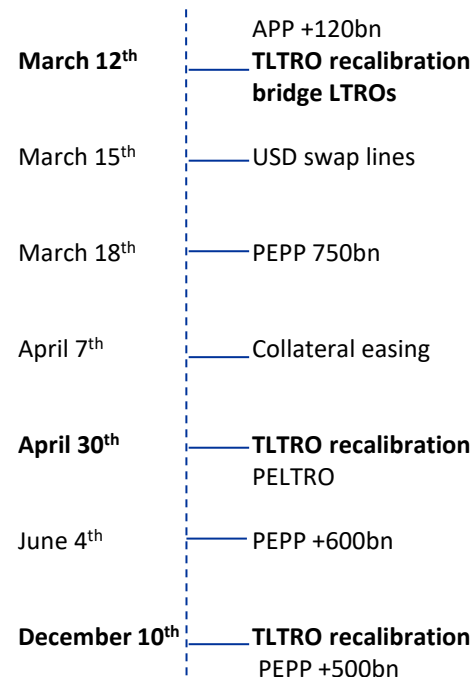 APP +120bn
March 12th TLTRO recalibration
bridge LTROs
March 15th USD swap lines
March 18th PEPP 750bn
April 7th Collateral easing
April 30th TLTRO recalibration
PELTRO
June 4th PEPP +600bn
December 10th TLTRO recalibration
PEPP +500bn